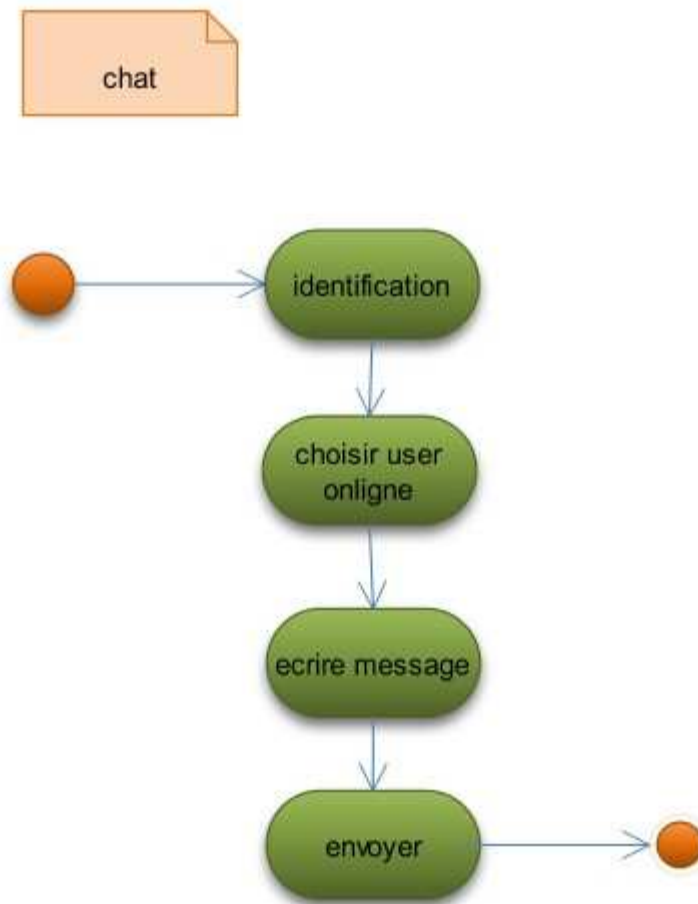 chat
identification
choisir user
onligne
ecrire message
envoyer